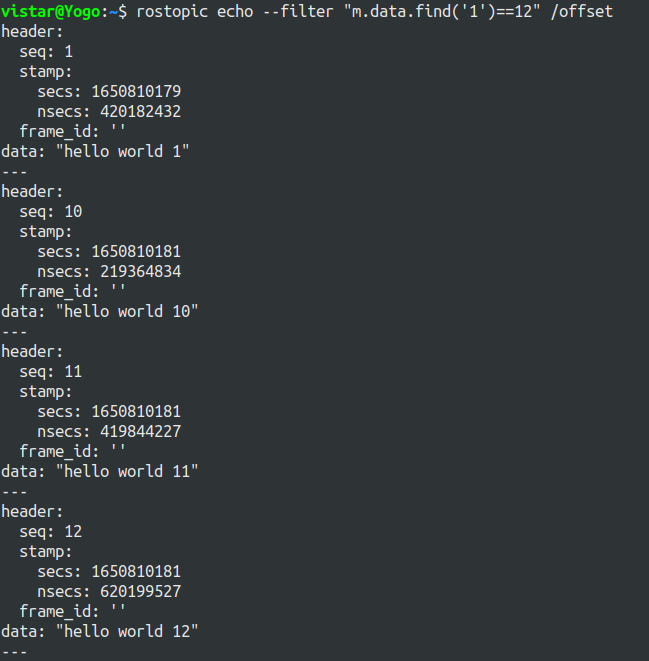 vistar@Yogo:~$ rostopic echo --filter "m.data.find('1')==12" /offset
header:
  seq: 1
  stamp:
    secs: 1650810179
    nsecs: 420182432
  frame_id: ''
data: "hello world 1"
---
header:
  seq: 10
  stamp:
    secs: 1650810181
    nsecs: 219364834
  frame_id: ''
data: "hello world 10"
---
header:
  seq: 11
  stamp:
    secs: 1650810181
    nsecs: 419844227
  frame_id: ''
data: "hello world 11"
---
header:
  seq: 12
  stamp:
    secs: 1650810181
    nsecs: 620199527
  frame_id: ''
data: "hello world 12"
---